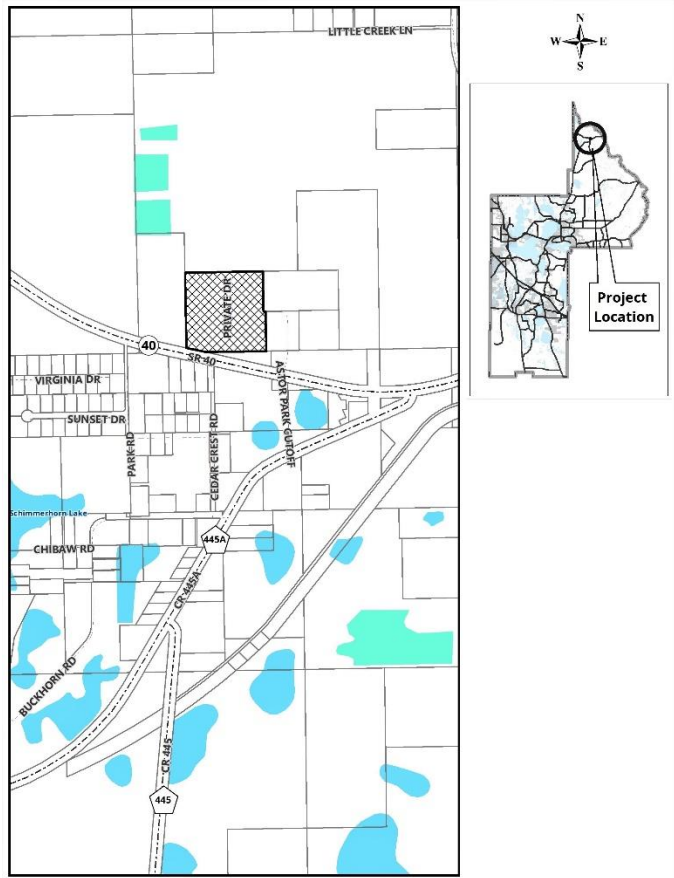 LITTLE CREEK LN
N
W E
S
PRIVATE DR
Project
Location
40
SR 40
VIRGINIA DR
SUNSET DR
PARK RD
CEDAR CREST RD
ASTOR PARK CUTOFF
Schimmerhorn Lake
CHIBAW RD
445A
CR 445A
BUCKHORN RD
CR 445
445